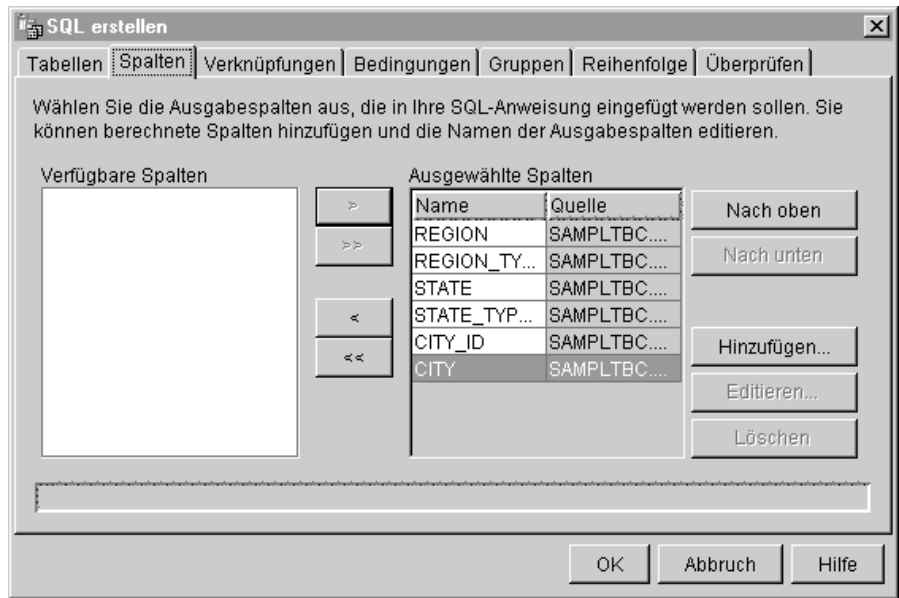 SQL erstellen
Tabellen Spalten Verknüpfungen Bedingungen Gruppen Reihenfolge Überprüfen
Wählen Sie die Ausgabespalten aus, die in Ihre SQL-Anweisung eingefügt werden sollen. Sie
können berechnete Spalten hinzufügen und die Namen der Ausgabespalten editieren.
Verfügbare Spalten
>
>>
<
<<
Ausgewählte Spalten
Name Quelle
REGION SAMPLTBC....
REGION_TY... SAMPLTBC....
STATE SAMPLTBC....
STATE_TYP... SAMPLTBC....
CITY_ID SAMPLTBC....
CITY SAMPLTBC....
Nach oben
Nach unten
Hinzufügen...
Editieren...
Löschen
OK Abbruch Hilfe